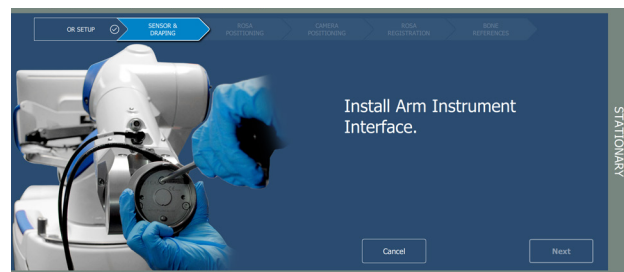 OR SETUP
SENSOR &
DRAPING
ROSA
POSITIONING
CAMERA
POSITIONING
ROSA
REGISTRATION
BONE
REFERENCES
Install Arm Instrument
Interface.
STATIONARY
Cancel
Next